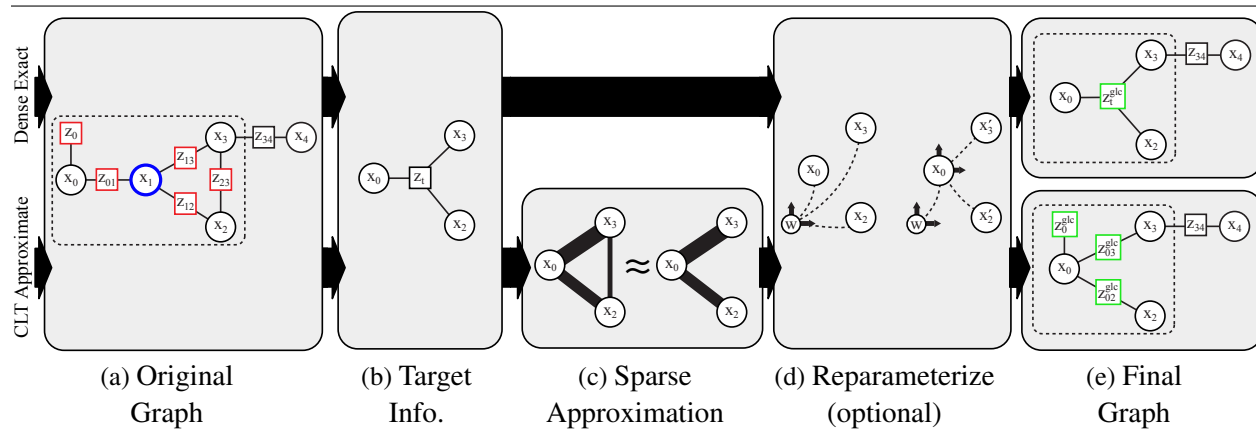 Dense Exact
CLT Approximate
z₀
x₀
z₀₁
x₁
z₁₃
z₁₂
x₃
z₂₃
x₂
z₃₄
x₄
x₀
zₜ
x₃
x₂
x₀
x₃
x₂
≈
x₀
x₃
x₂
x₀
x₃
w
x₂
x₀
x′₃
w
x′₂
x₀
zₜᵍˡᶜ
x₃
z₃₄
x₄
x₂
z₀ᵍˡᶜ
x₀
z₀₃ᵍˡᶜ
z₀₂ᵍˡᶜ
x₃
z₃₄
x₄
x₂
(a) Original
Graph
(b) Target
Info.
(c) Sparse
Approximation
(d) Reparameterize
(optional)
(e) Final
Graph